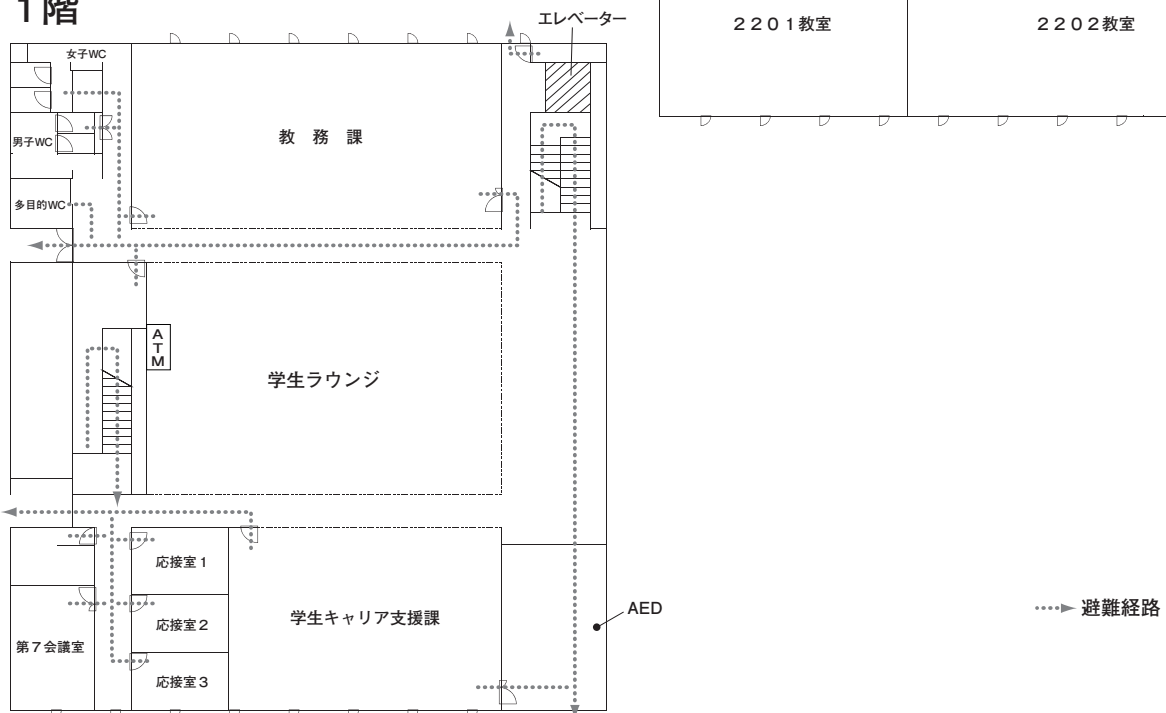 1階
エレベーター
2201教室
2202教室
女子WC
教 務 課
男子WC
多目的WC
ATM
学生ラウンジ
応接室1
応接室2
学生キャリア支援課
AED
避難経路
第7会議室
応接室3